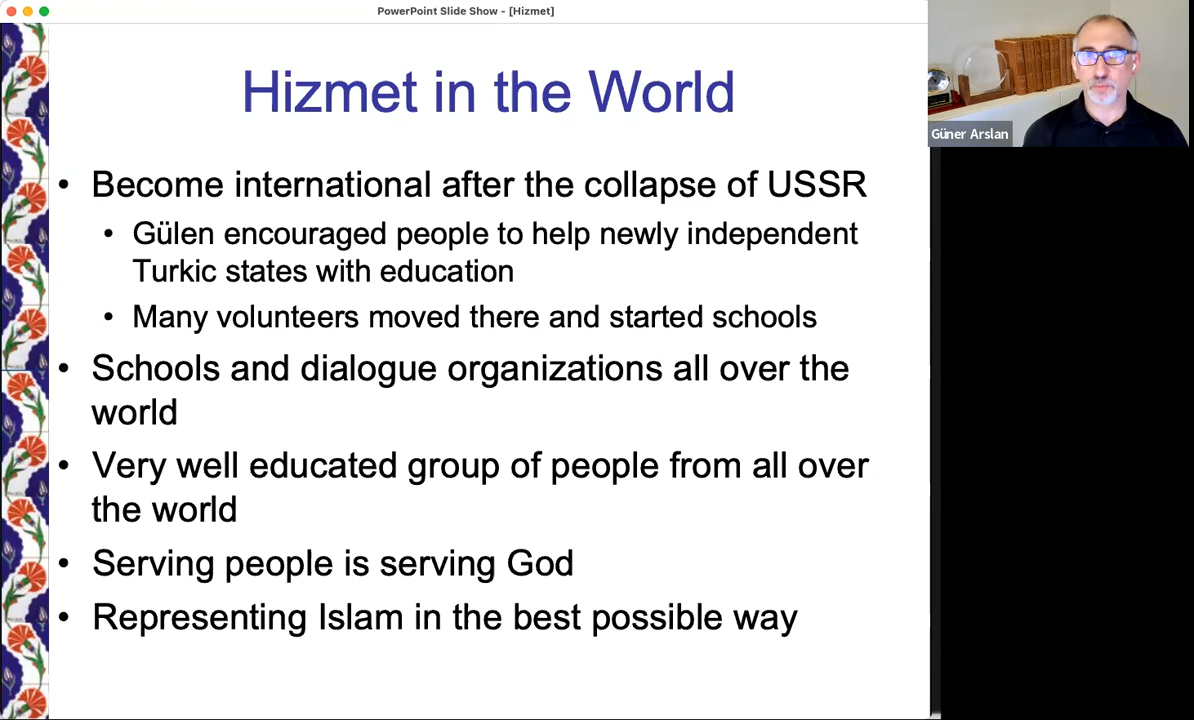 PowerPoint Slide Show - [Hizmet]
Hizmet in the World
• Become international after the collapse of USSR
• Gülen encouraged people to help newly independent
Turkic states with education
• Many volunteers moved there and started schools
• Schools and dialogue organizations all over the
world
• Very well educated group of people from all over
the world
• Serving people is serving God
• Representing Islam in the best possible way
Güner Arslan